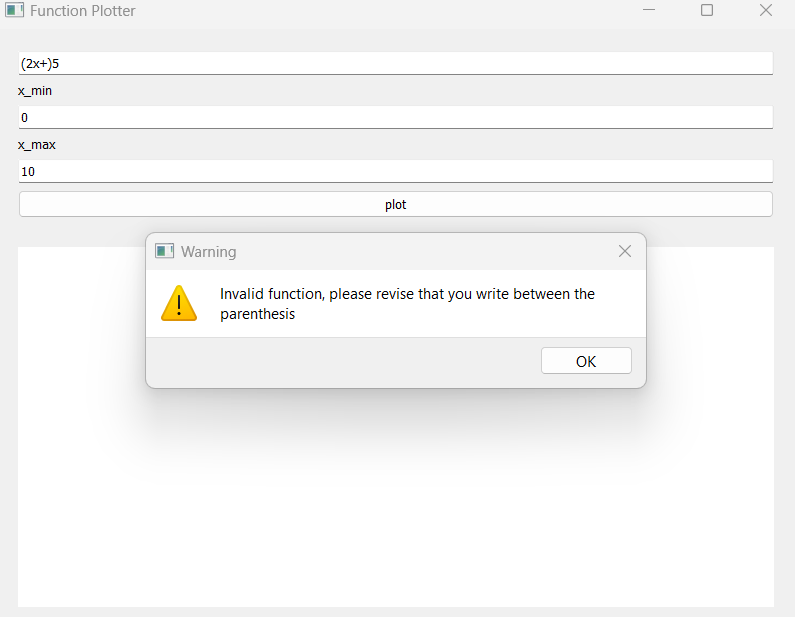 Function Plotter
(2x+)5
x_min
0
x_max
10
plot
Warning
Invalid function, please revise that you write between the
parenthesis
OK